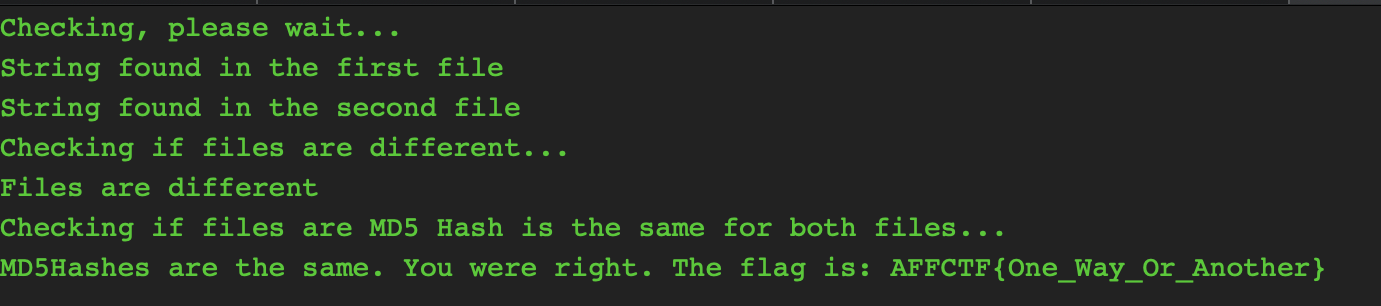 Checking, please wait...
String found in the first file
String found in the second file
Checking if files are different...
Files are different
Checking if files are MD5 Hash is the same for both files...
MD5Hashes are the same. You were right. The flag is: AFFCTF{One_Way_Or_Another}